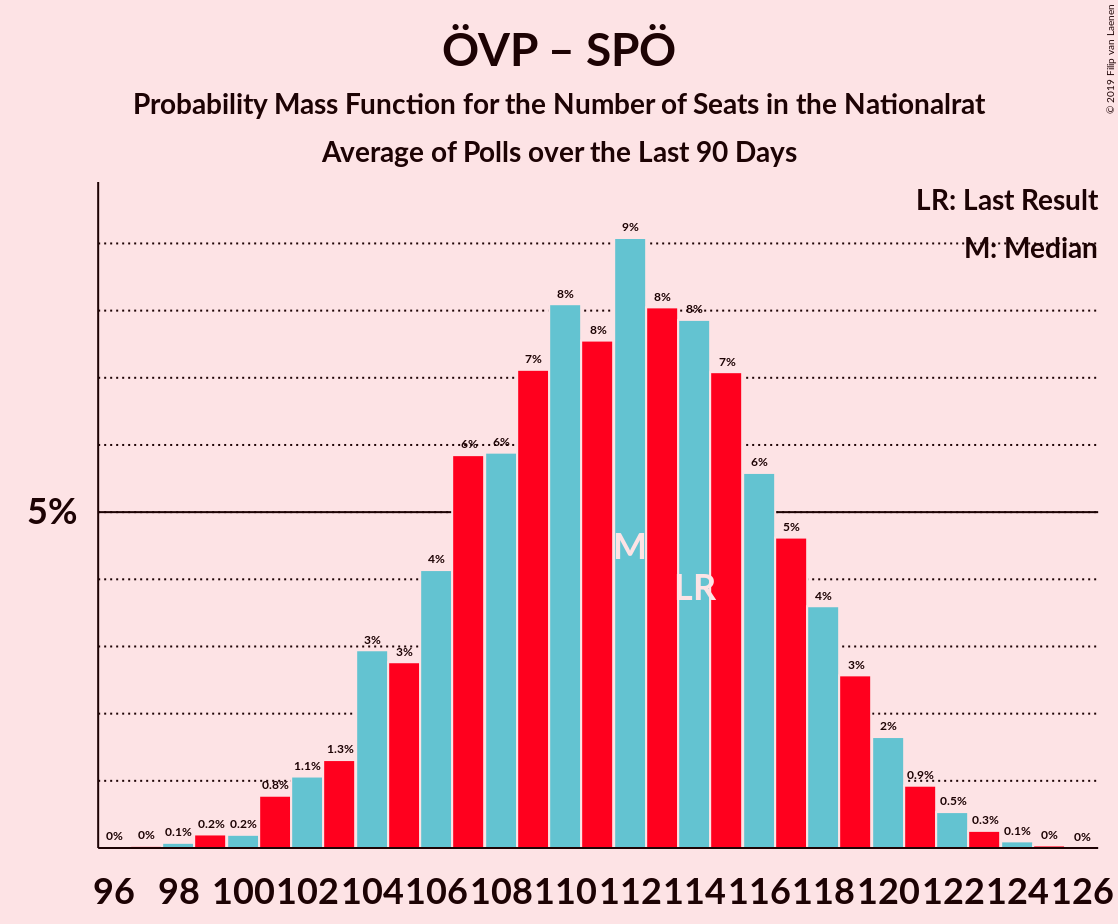 ÖVP – SPÖ
Probability Mass Function for the Number of Seats in the Nationalrat
Average of Polls over the Last 90 Days
© 2019 Filip van Laenen
LR: Last Result
M: Median
5%
0% 0% 0.1% 0.2% 0.2% 0.8% 1.1% 1.3% 3% 3% 4% 6% 6% 7% 8% 8% 9% 8% 8% 7% 6% 5% 4% 3% 2% 0.9% 0.5% 0.3% 0.1% 0% 0%
M
LR
96 98 100 102 104 106 108 110 112 114 116 118 120 122 124 126